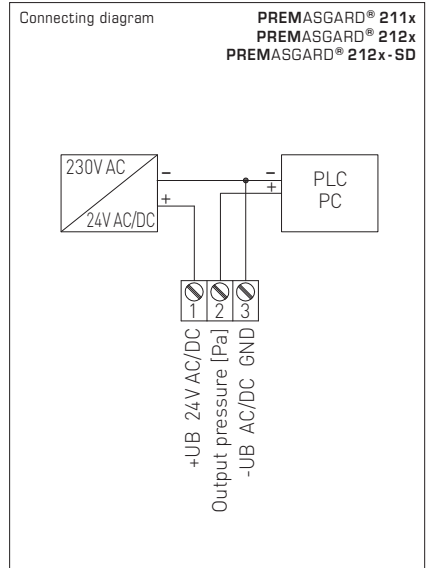 Connecting diagram
PREMASGARD® 211x
PREMASGARD® 212x
PREMASGARD® 212x-SD
230V AC
24V AC/DC
–
+
–
+
PLC
PC
1
2
3
+UB 24V AC/DC
Output pressure [Pa]
-UB AC/DC GND